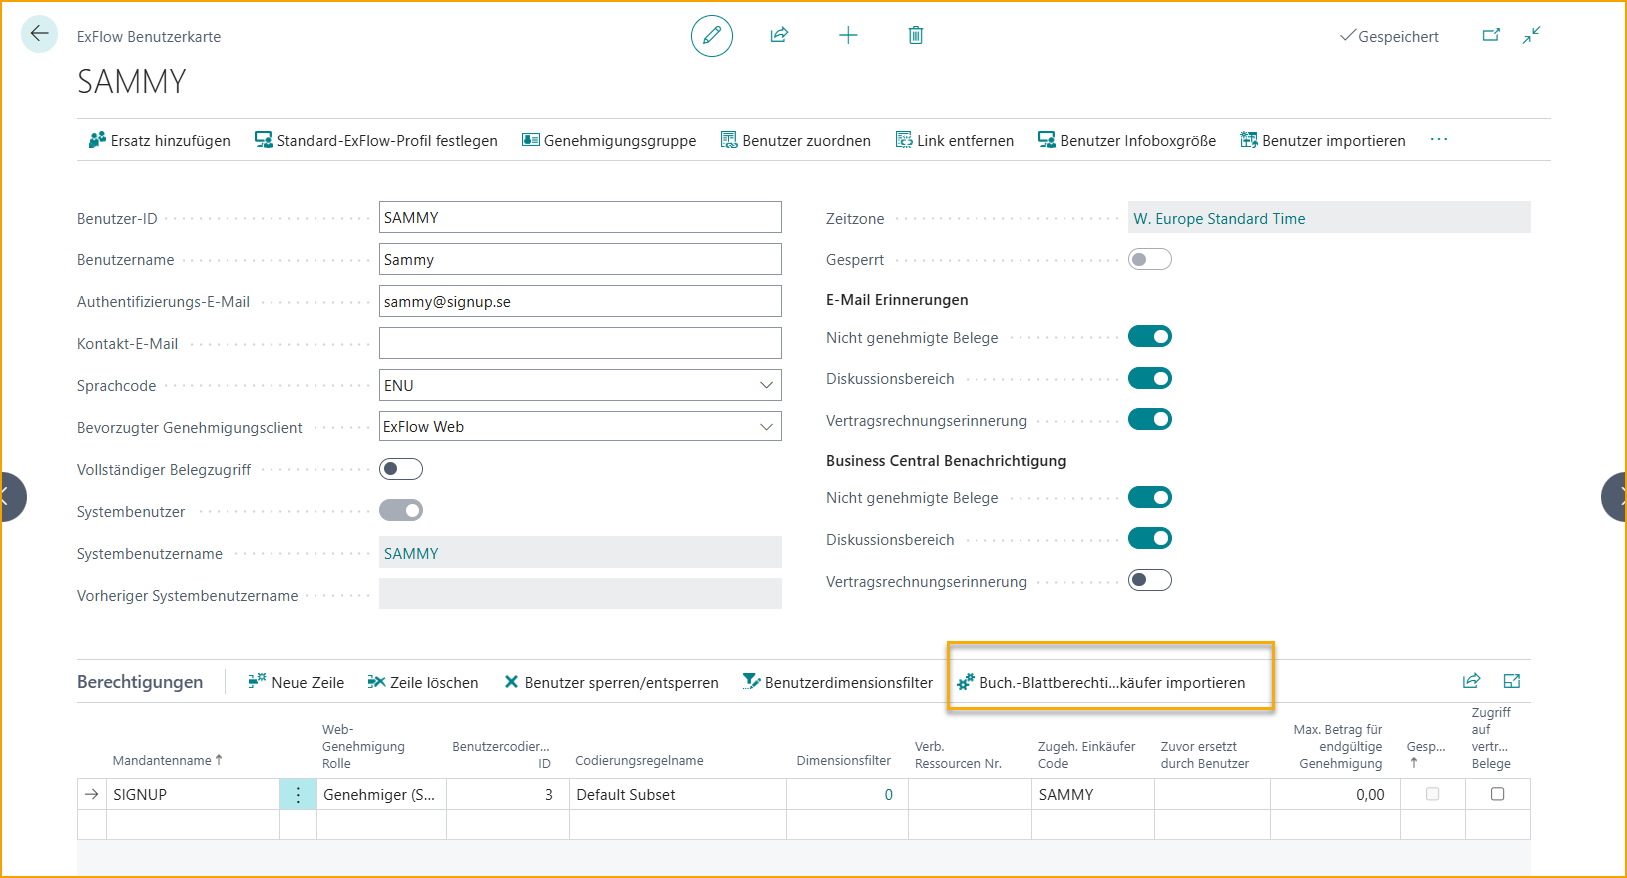 ExFlow Benutzerkarte
Gespeichert
SAMMY
Ersatz hinzufügen Standard-ExFlow-Profil festlegen Genehmigungsgruppe Benutzer zuordnen Link entfernen Benutzer Infoboxgröße Benutzer importieren ...
Benutzer-ID SAMMY
Benutzername Sammy
Authentifizierungs-E-Mail sammy@signup.se
Kontakt-E-Mail
Sprachcode ENU
Bevorzugter Genehmigungsclient ExFlow Web
Vollständiger Belegzugriff
Systembenutzer
Systembenutzername SAMMY
Vorheriger Systembenutzername
Zeitzone W. Europe Standard Time
Gesperrt
E-Mail Erinnerungen
Nicht genehmigte Belege
Diskussionsbereich
Vertragsrechnungserinnerung
Business Central Benachrichtigung
Nicht genehmigte Belege
Diskussionsbereich
Vertragsrechnungserinnerung
Berechtigungen Neue Zeile Zeile löschen Benutzer sperren/entsperren Benutzerdimensionsfilter Buch.-Blattberechti...käufer importieren
Mandantenname ↑
Web-
Genehmigung
Rolle
Benutzercodier...
ID
Codierungsregelname
Dimensionsfilter
Verb.
Ressourcen Nr.
Zugeh. Einkäufer
Code
Zuvor ersetzt
durch Benutzer
Max. Betrag für
endgültige
Genehmigung
Gesp...
↑
Zugriff
auf
vertr...
Belege
SIGNUP Genehmiger (S... 3 Default Subset 0 SAMMY 0,00